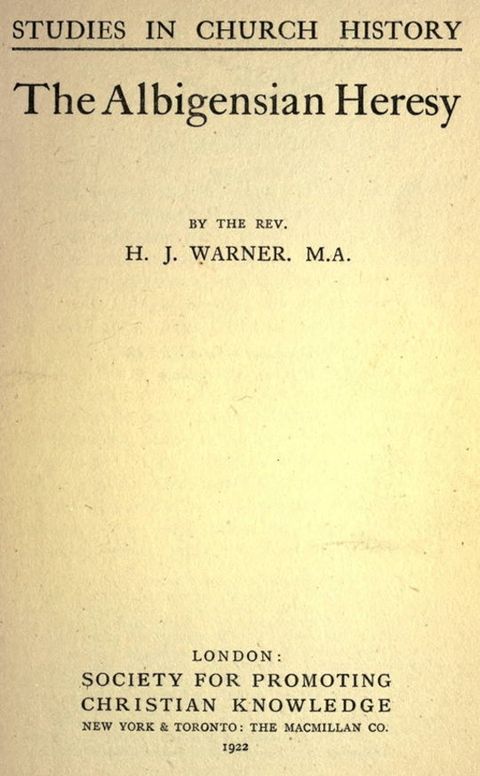 STUDIES IN CHURCH HISTORY
The Albigensian Heresy
BY THE REV.
H. J. WARNER. M.A.
LONDON:
SOCIETY FOR PROMOTING
CHRISTIAN KNOWLEDGE
NEW YORK & TORONTO: THE MACMILLAN CO.
1922